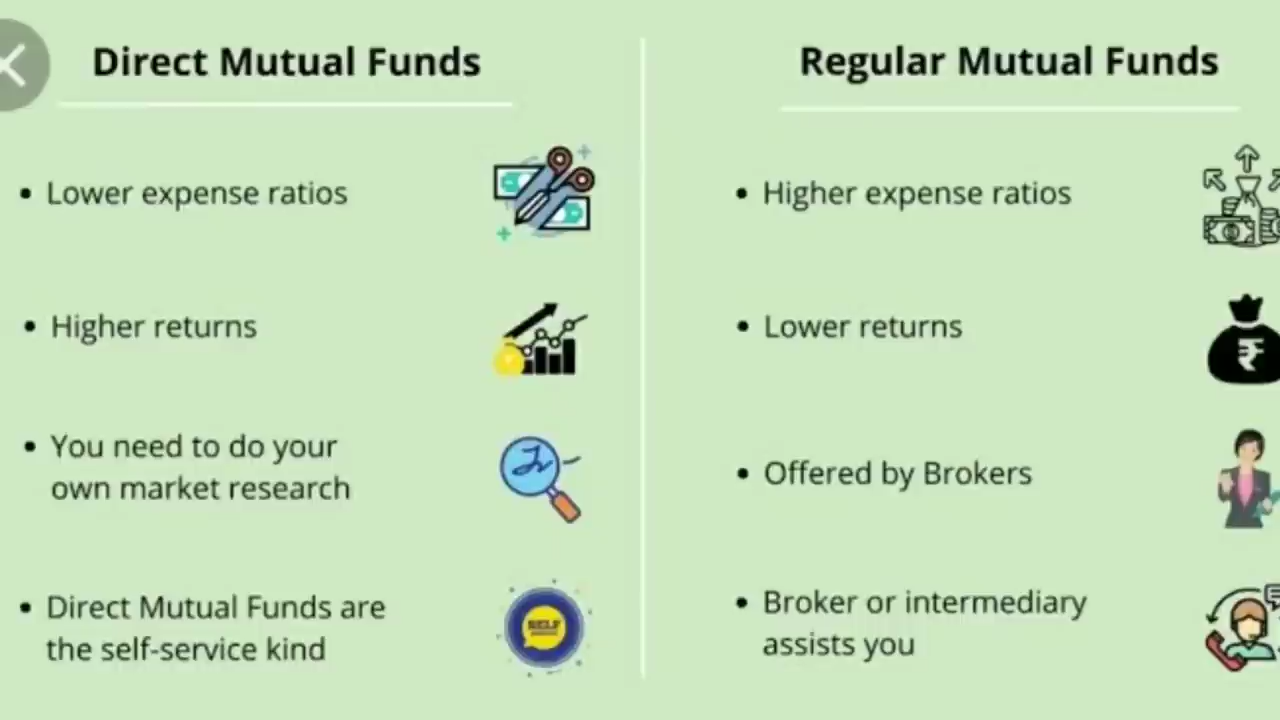 Direct Mutual Funds
• Lower expense ratios
• Higher returns
• You need to do your
own market research
• Direct Mutual Funds are
the self-service kind
SELF
Regular Mutual Funds
• Higher expense ratios
• Lower returns
₹
• Offered by Brokers
• Broker or intermediary
assists you